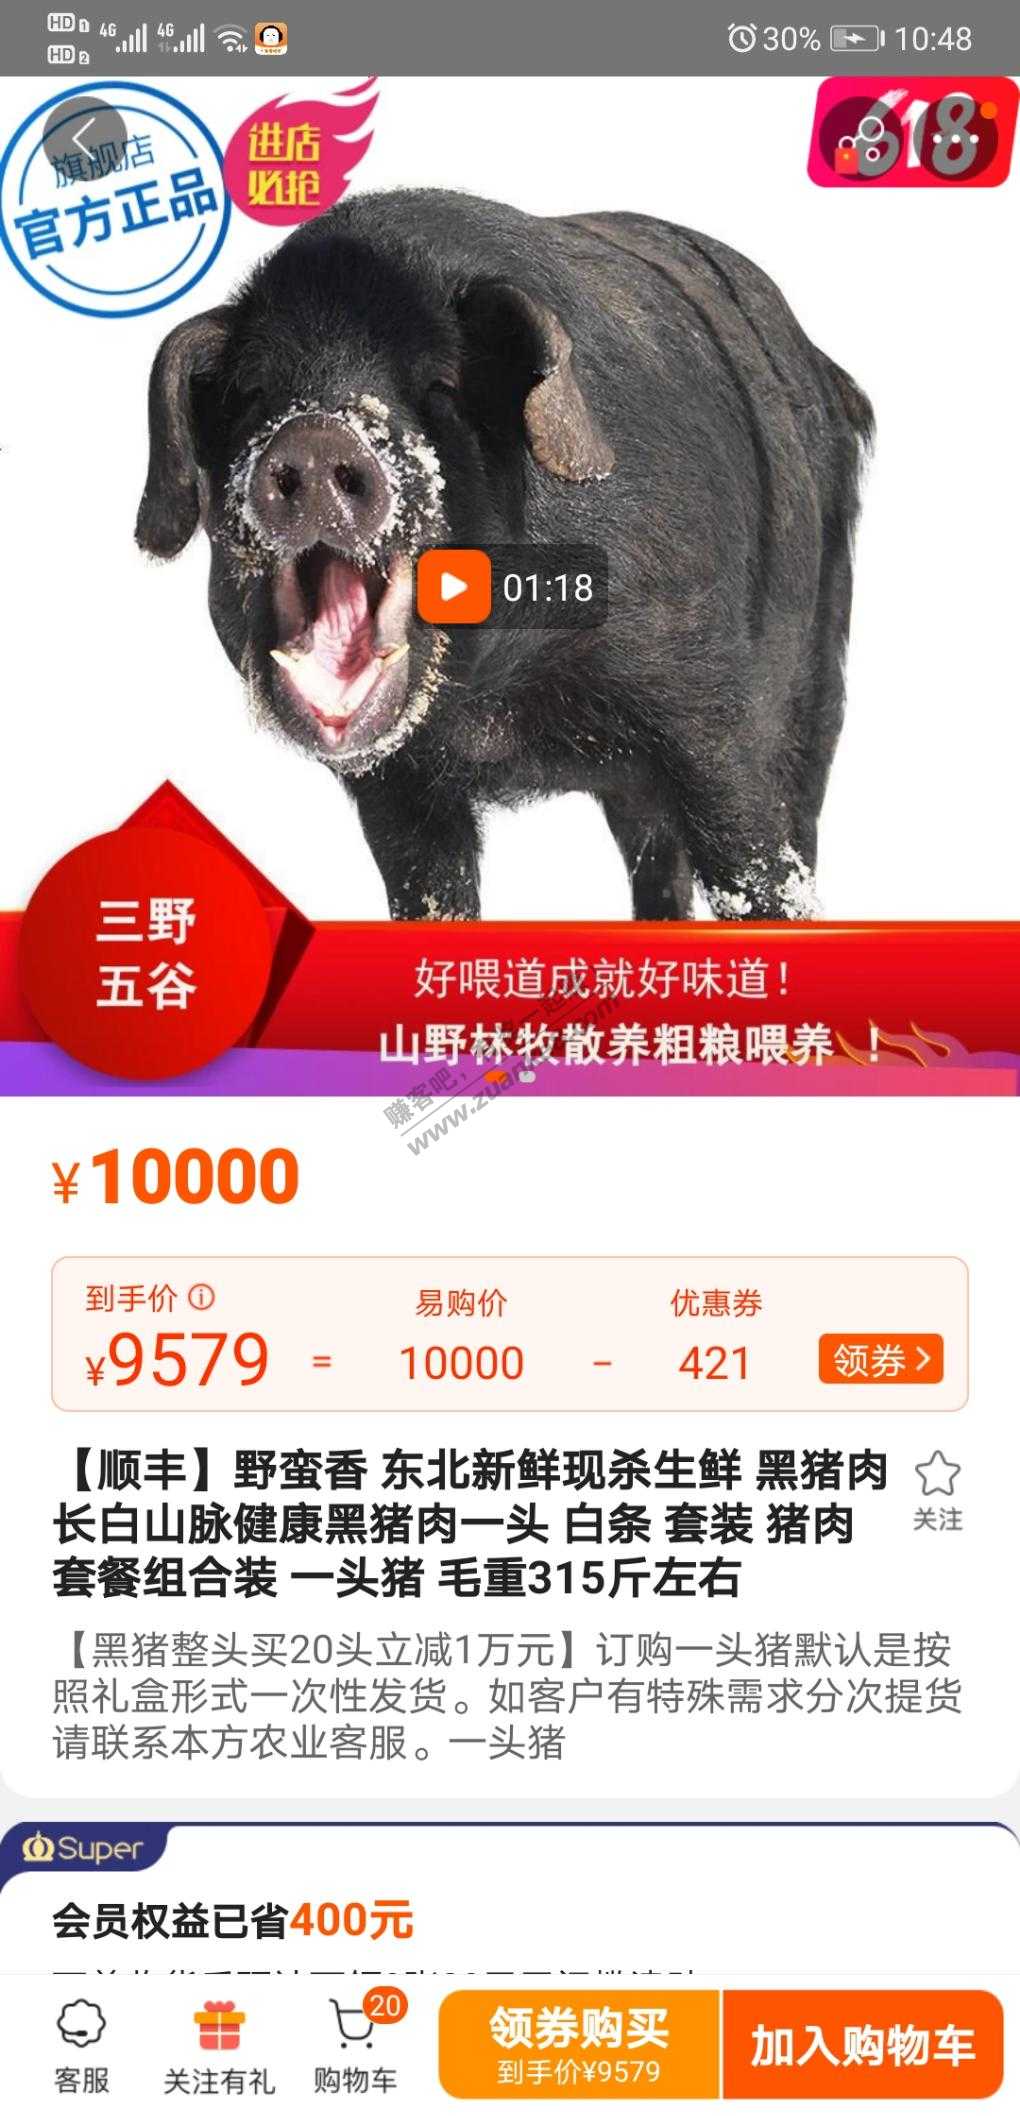 HD 1 4G 4G 30% 10:48
HD 2
旗舰店
官方正品
进店
必抢
618
01:18
三野
五谷
好喂道成就好味道！
山野林牧散养粗粮喂养！
赚客吧，有奖一起赚！
www.zuanke8.com
¥10000
到手价 易购价 优惠券
¥9579 = 10000 - 421 领券 >
【顺丰】野蛮香 东北新鲜现杀生鲜 黑猪肉
长白山脉健康黑猪肉一头 白条 套装 猪肉
套餐组合装 一头猪 毛重315斤左右
关注
【黑猪整头买20头立减1万元】订购一头猪默认是按
照礼盒形式一次性发货。如客户有特殊需求分次提货
请联系本方农业客服。一头猪
Super
会员权益已省400元
20
客服 关注有礼 购物车
领券购买
到手价¥9579
加入购物车